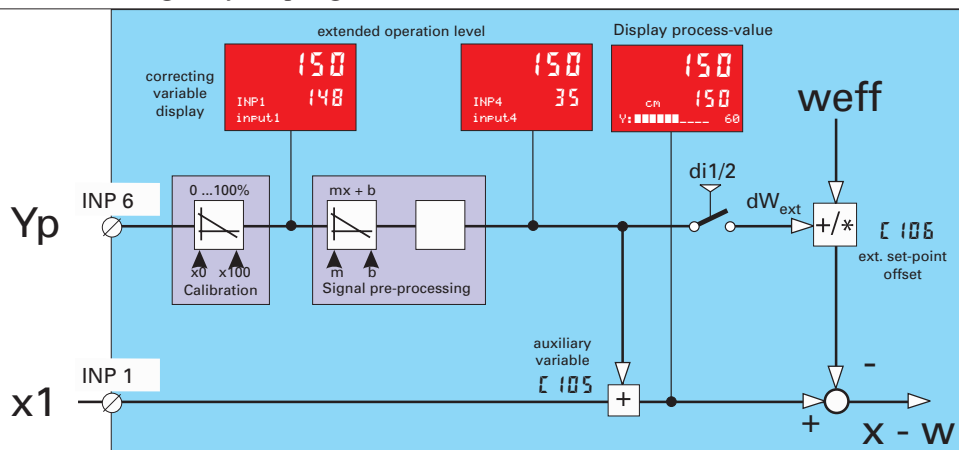 extended operation level
Display process-value
correcting
variable
display
150
INP1 148
input1
150
INP4 35
input4
150
cm 150
Y: 60
weff
INP 6
Yp
0 ...100%
x0 x100
Calibration
mx + b
m b
Signal pre-processing
di1/2
dWext
+/*
C 106
ext. set-point
offset
auxiliary
variable
C 105
+
INP 1
x1
-
+
x - w